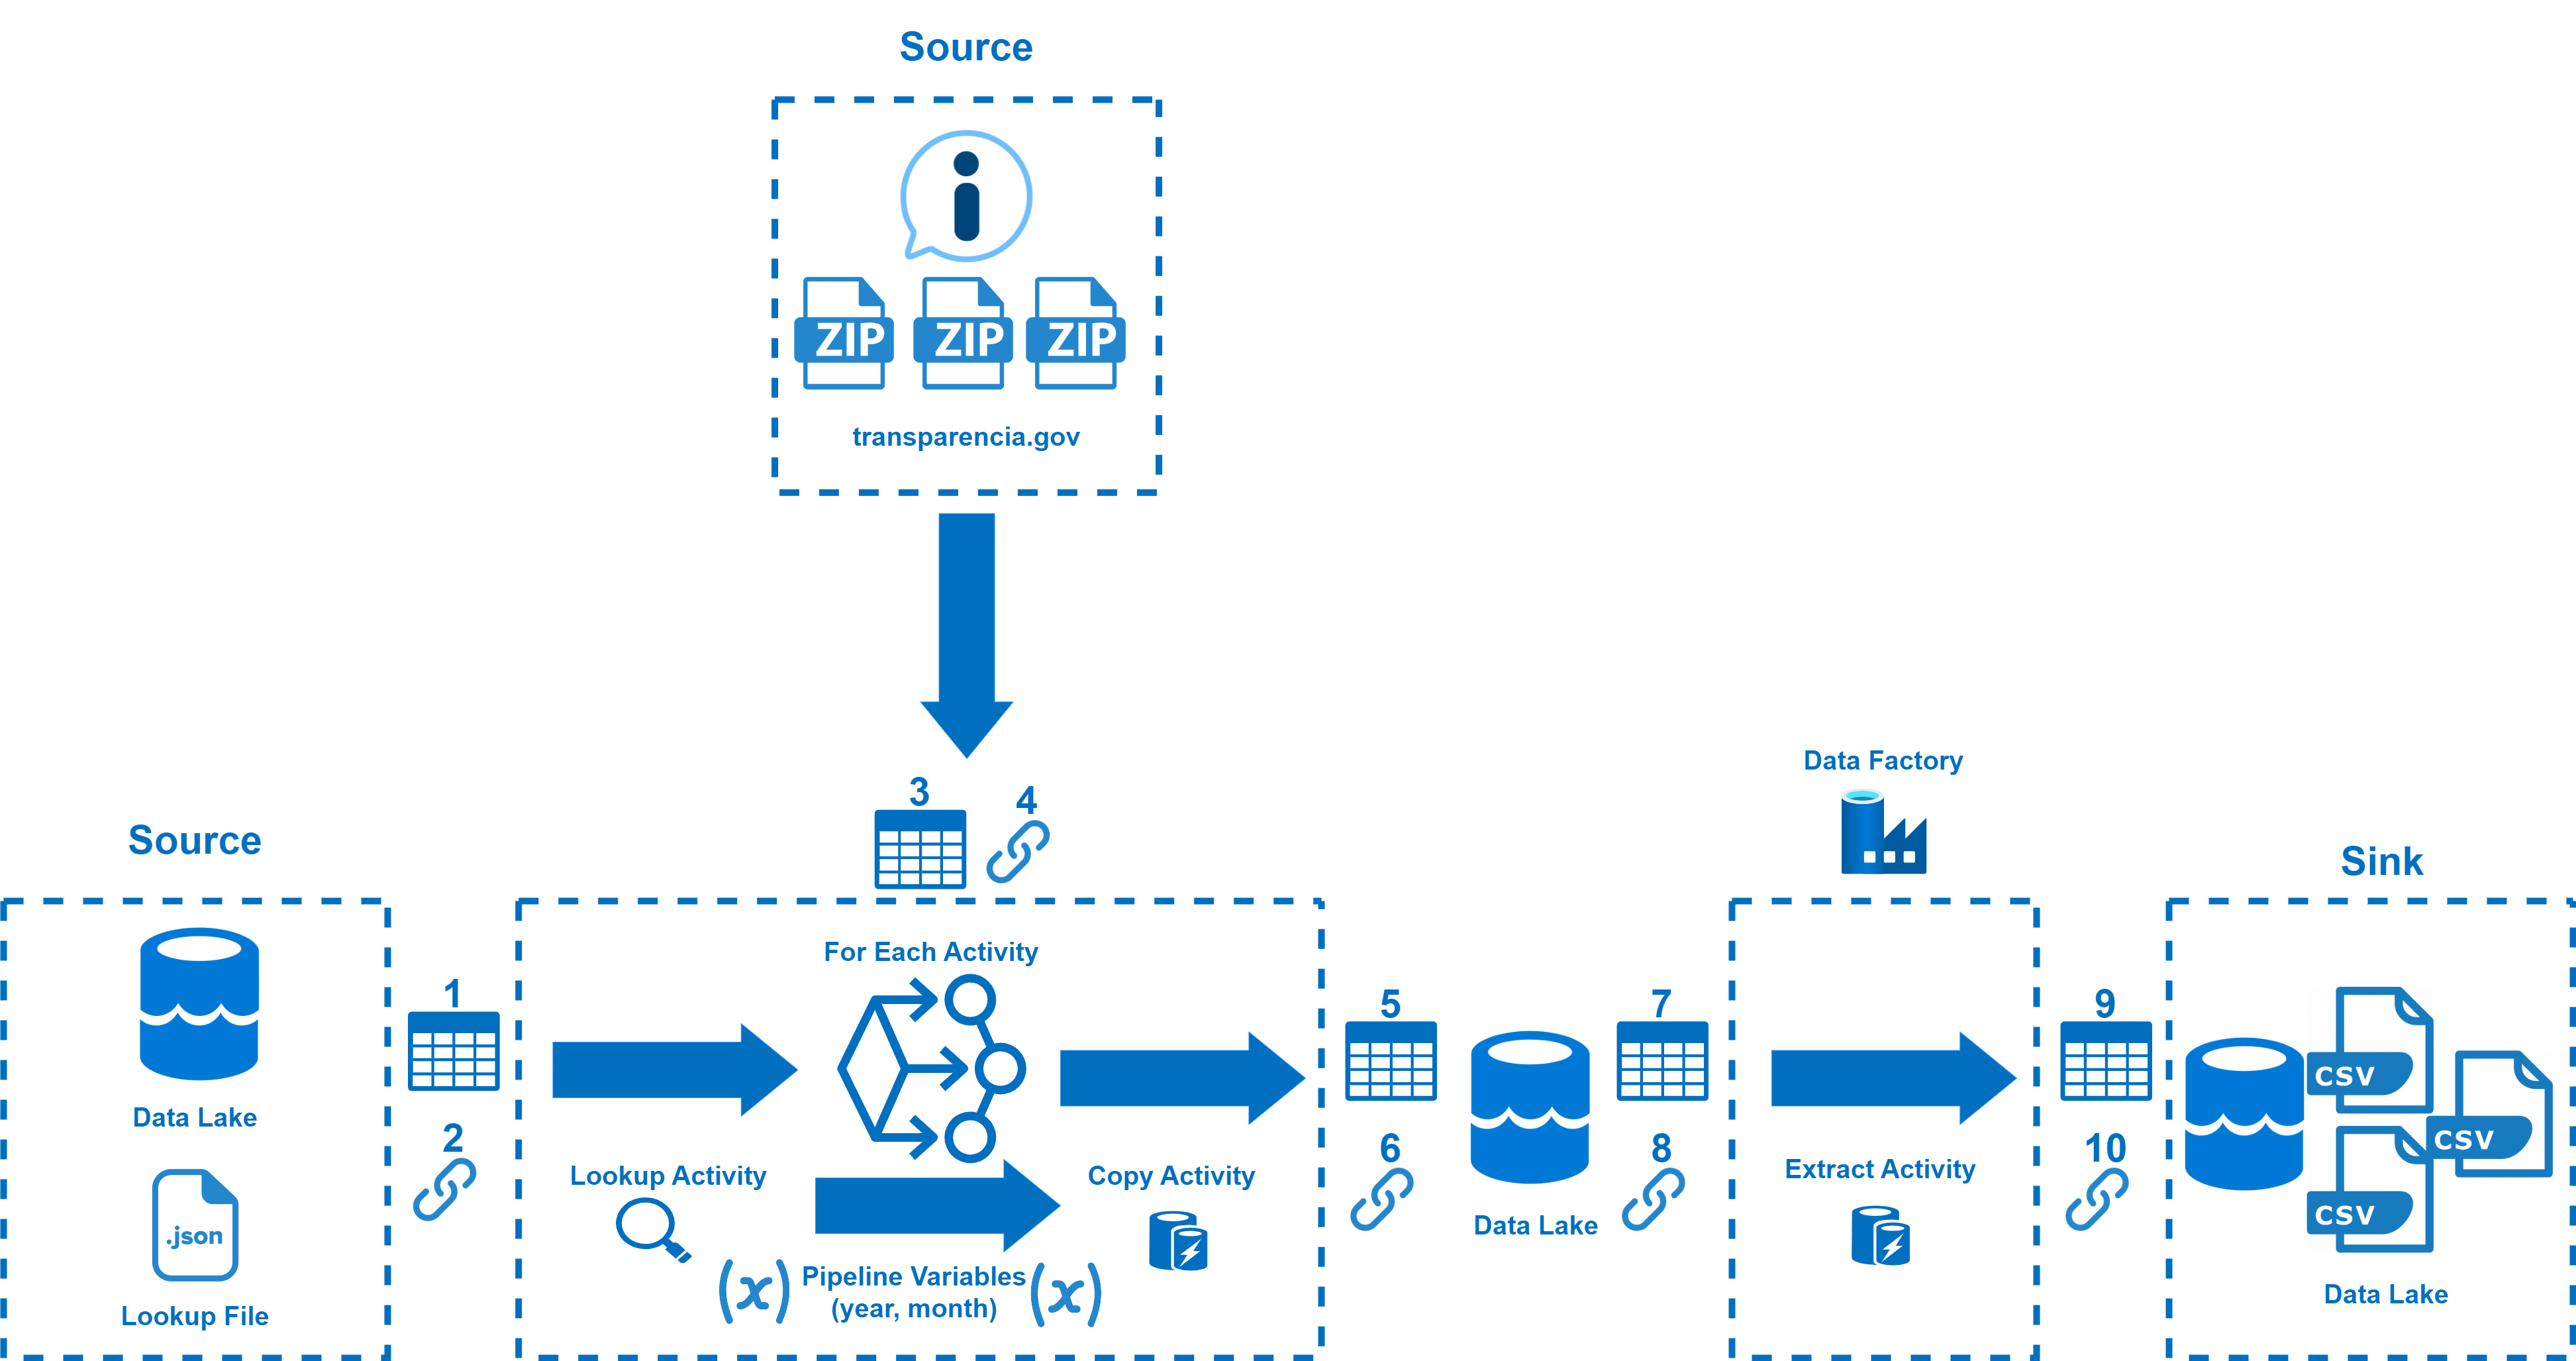 Source
ZIP
ZIP
ZIP
transparencia.gov
3
4
Data Factory
Source
Sink
For Each Activity
1
5
7
9
CSV
Data Lake
2
6
8
10
CSV
Lookup Activity
Copy Activity
Extract Activity
.json
CSV
Data Lake
(x)
Pipeline Variables
(x)
(year, month)
Data Lake
Lookup File